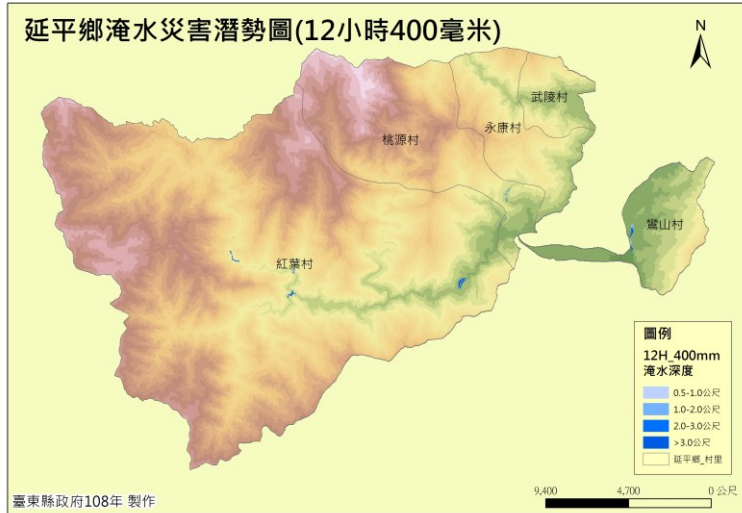 延平鄉淹水災害潛勢圖(12小時400毫米)
N
武陵村
永康村
桃源村
鸞山村
紅葉村
圖例
12H_400mm
淹水深度
0.5-1.0公尺
1.0-2.0公尺
2.0-3.0公尺
>3.0公尺
延平鄉_村里
9,400 4,700 0 公尺
臺東縣政府108年 製作